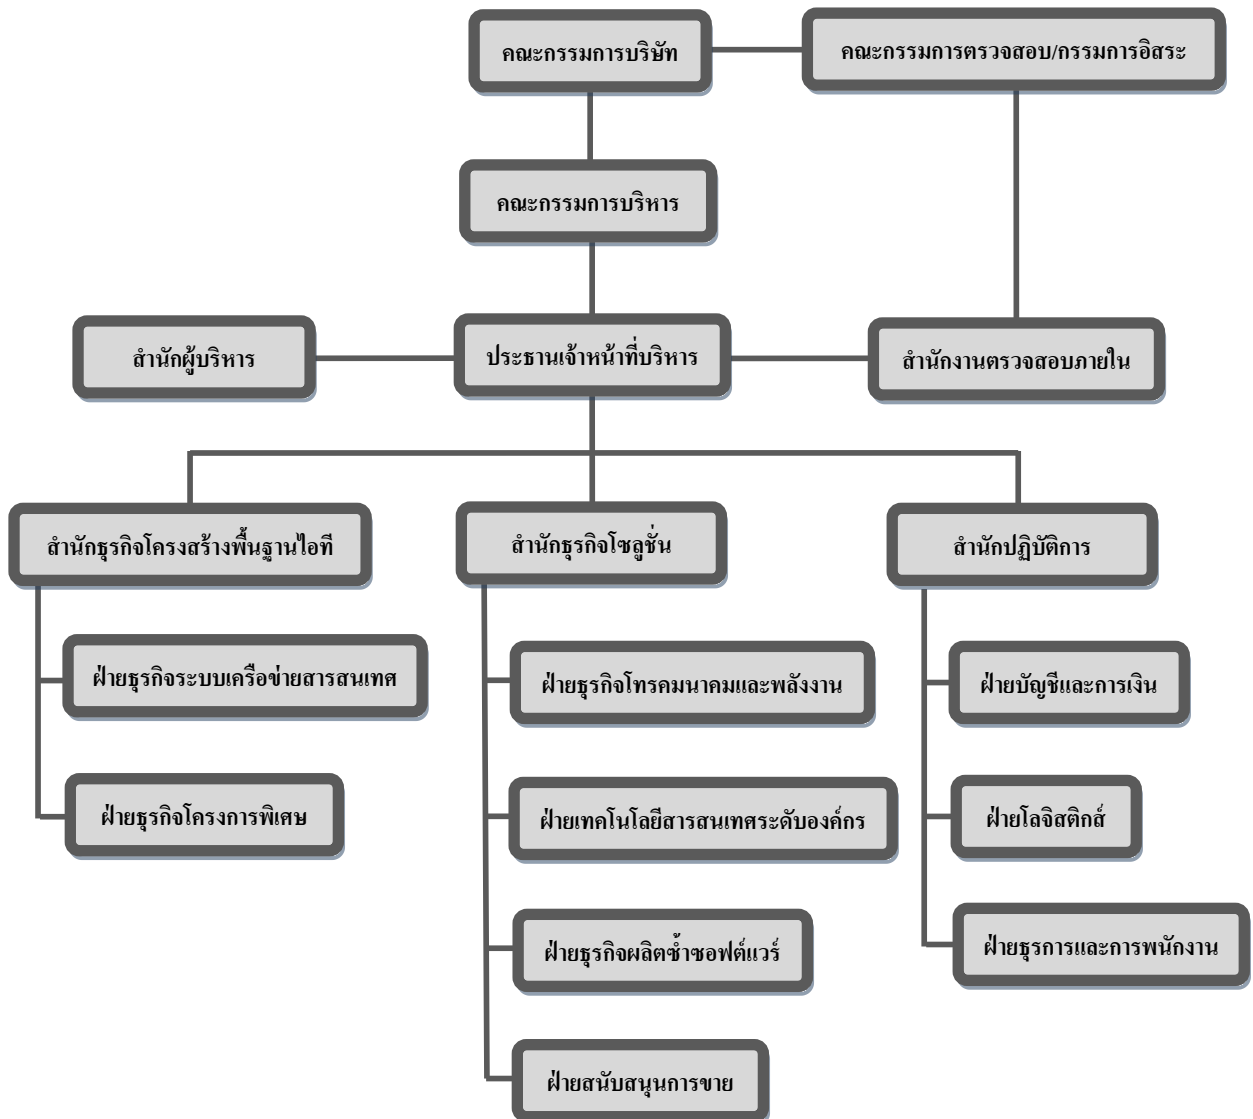 คณะกรรมการบริษัท
คณะกรรมการตรวจสอบ/กรรมการอิสระ
คณะกรรมการบริหาร
สำนักผู้บริหาร
ประธานเจ้าหน้าที่บริหาร
สำนักงานตรวจสอบภายใน
สำนักธุรกิจโครงสร้างพื้นฐานไอที
สำนักธุรกิจโซลูชั่น
สำนักปฏิบัติการ
ฝ่ายธุรกิจระบบเครือข่ายสารสนเทศ
ฝ่ายธุรกิจโทรคมนาคมและพลังงาน
ฝ่ายบัญชีและการเงิน
ฝ่ายธุรกิจโครงการพิเศษ
ฝ่ายเทคโนโลยีสารสนเทศระดับองค์กร
ฝ่ายโลจิสติกส์
ฝ่ายธุรกิจผลิตซ้ำซอฟต์แวร์
ฝ่ายธุรการและการพนักงาน
ฝ่ายสนับสนุนการขาย